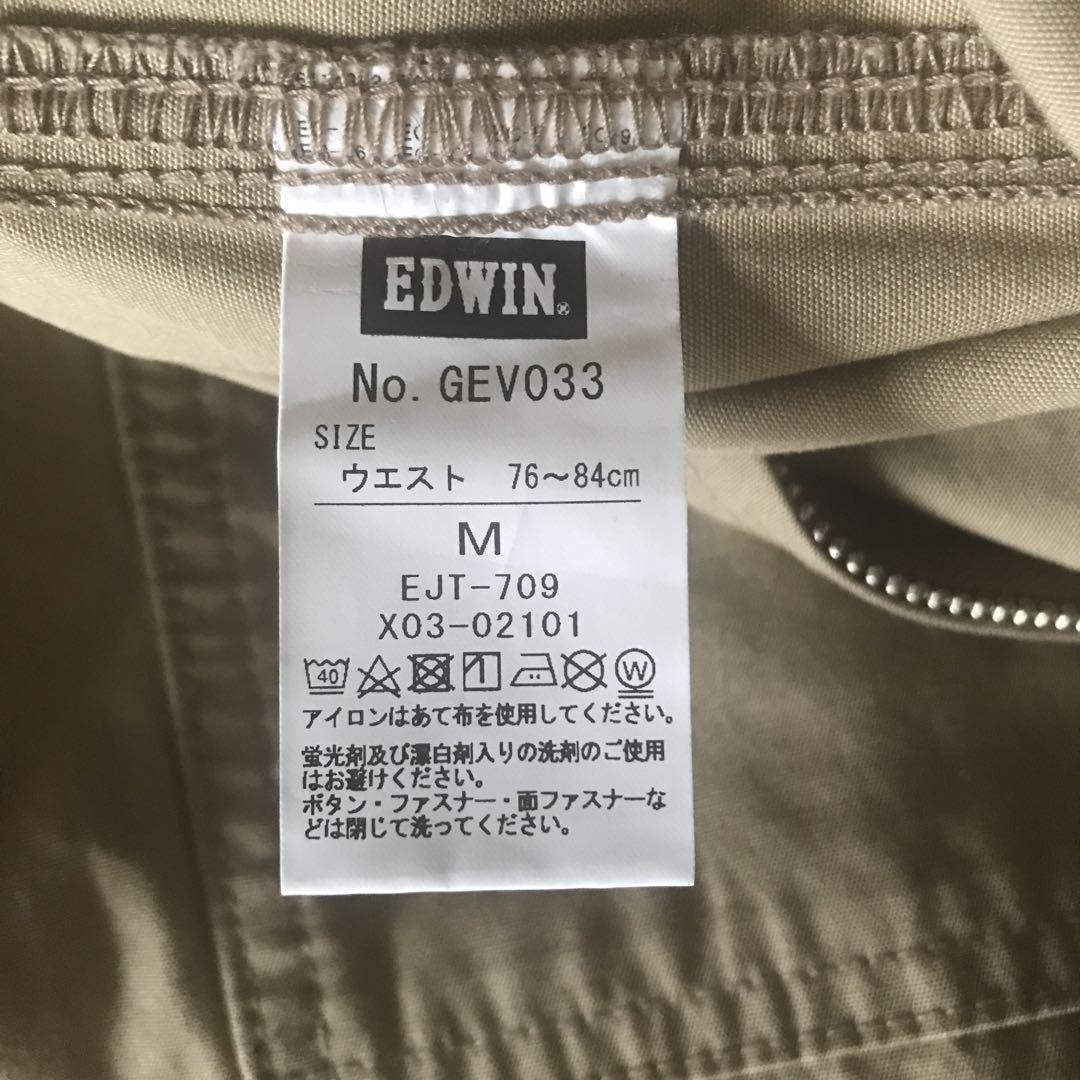 EDWIN®
No. GEV033
SIZE
ウエスト 76～84cm
M
EJT-709
X03-02101
40 1 W
アイロンはあて布を使用してください。
蛍光剤及び漂白剤入りの洗剤のご使用
はお避けください。
ボタン・ファスナー・面ファスナーな
どは閉じて洗ってください。